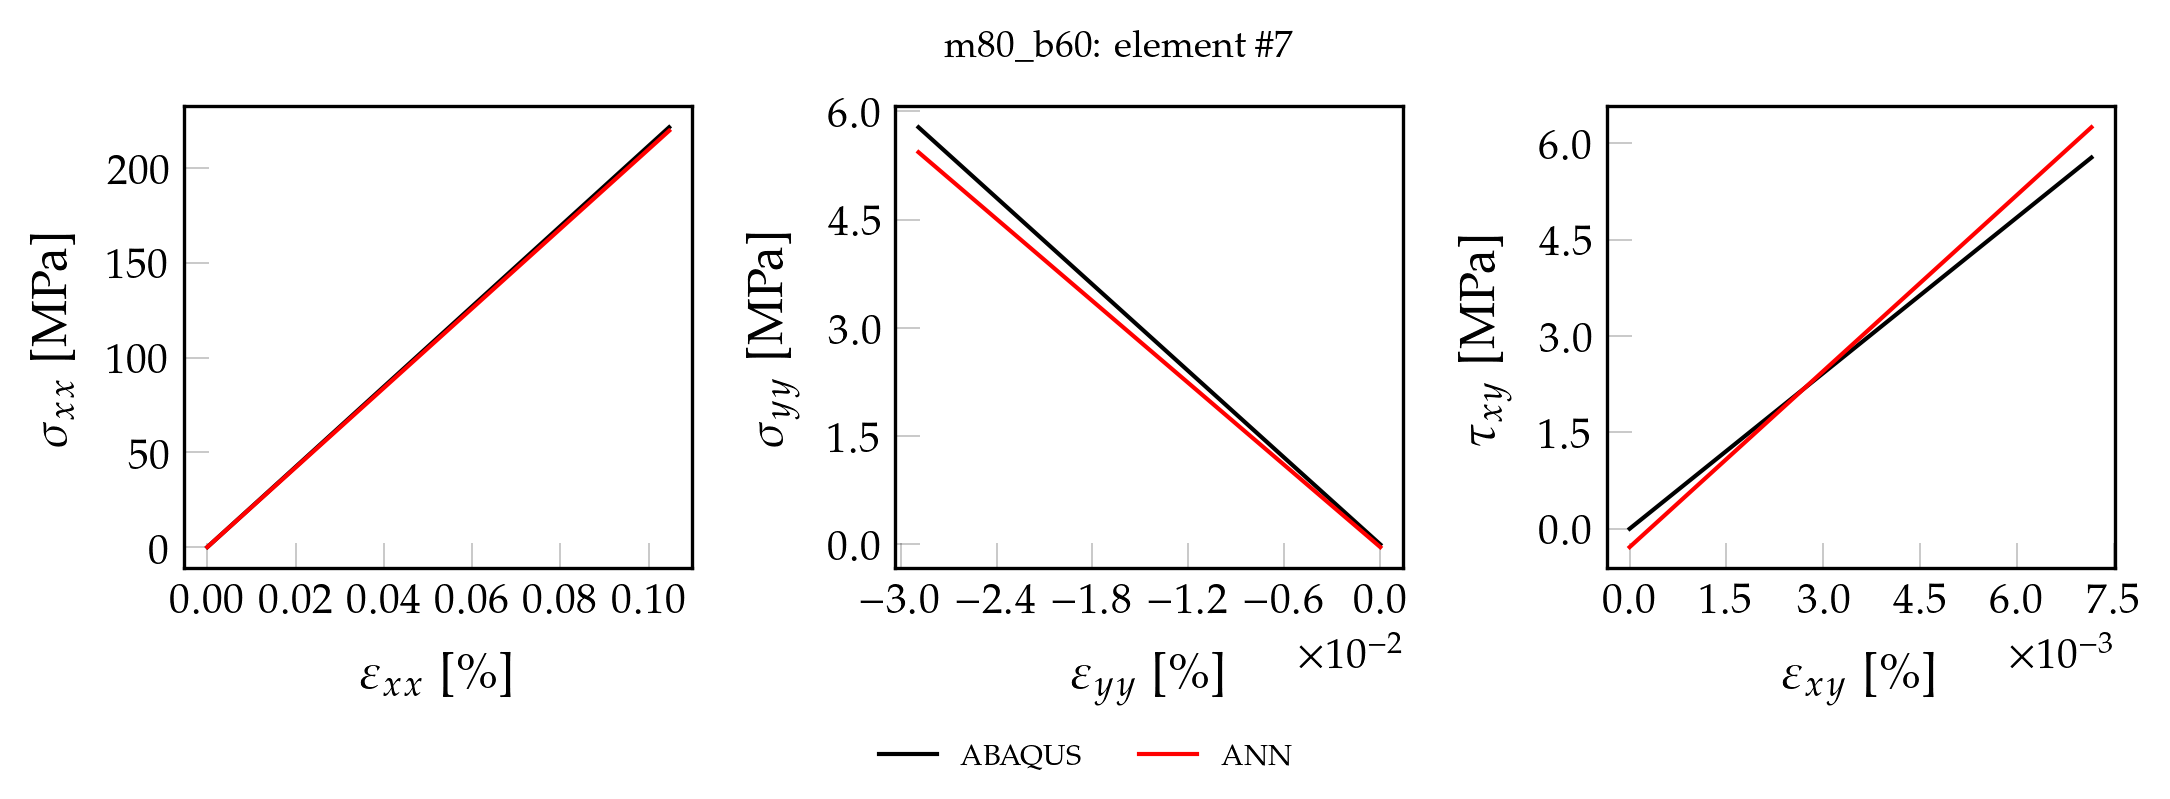 m80_b60: element #7
σxx [MPa]
200
150
100
50
0
0.00 0.02 0.04 0.06 0.08 0.10
εxx [%]
σyy [MPa]
6.0
4.5
3.0
1.5
0.0
−3.0 −2.4 −1.8 −1.2 −0.6 0.0
×10⁻²
εyy [%]
τxy [MPa]
6.0
4.5
3.0
1.5
0.0
0.0 1.5 3.0 4.5 6.0 7.5
×10⁻³
εxy [%]
ABAQUS ANN